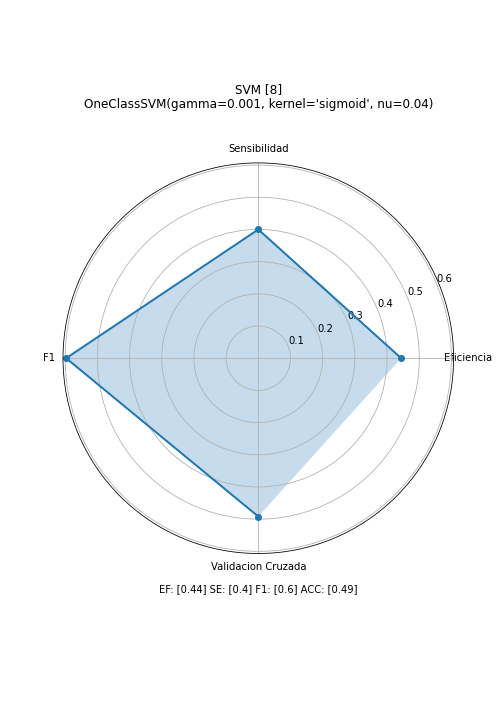 SVM [8]
OneClassSVM(gamma=0.001, kernel='sigmoid', nu=0.04)
Sensibilidad
0.6
0.5
0.4
0.3
0.2
0.1
F1
Eficiencia
Validacion Cruzada
EF: [0.44] SE: [0.4] F1: [0.6] ACC: [0.49]